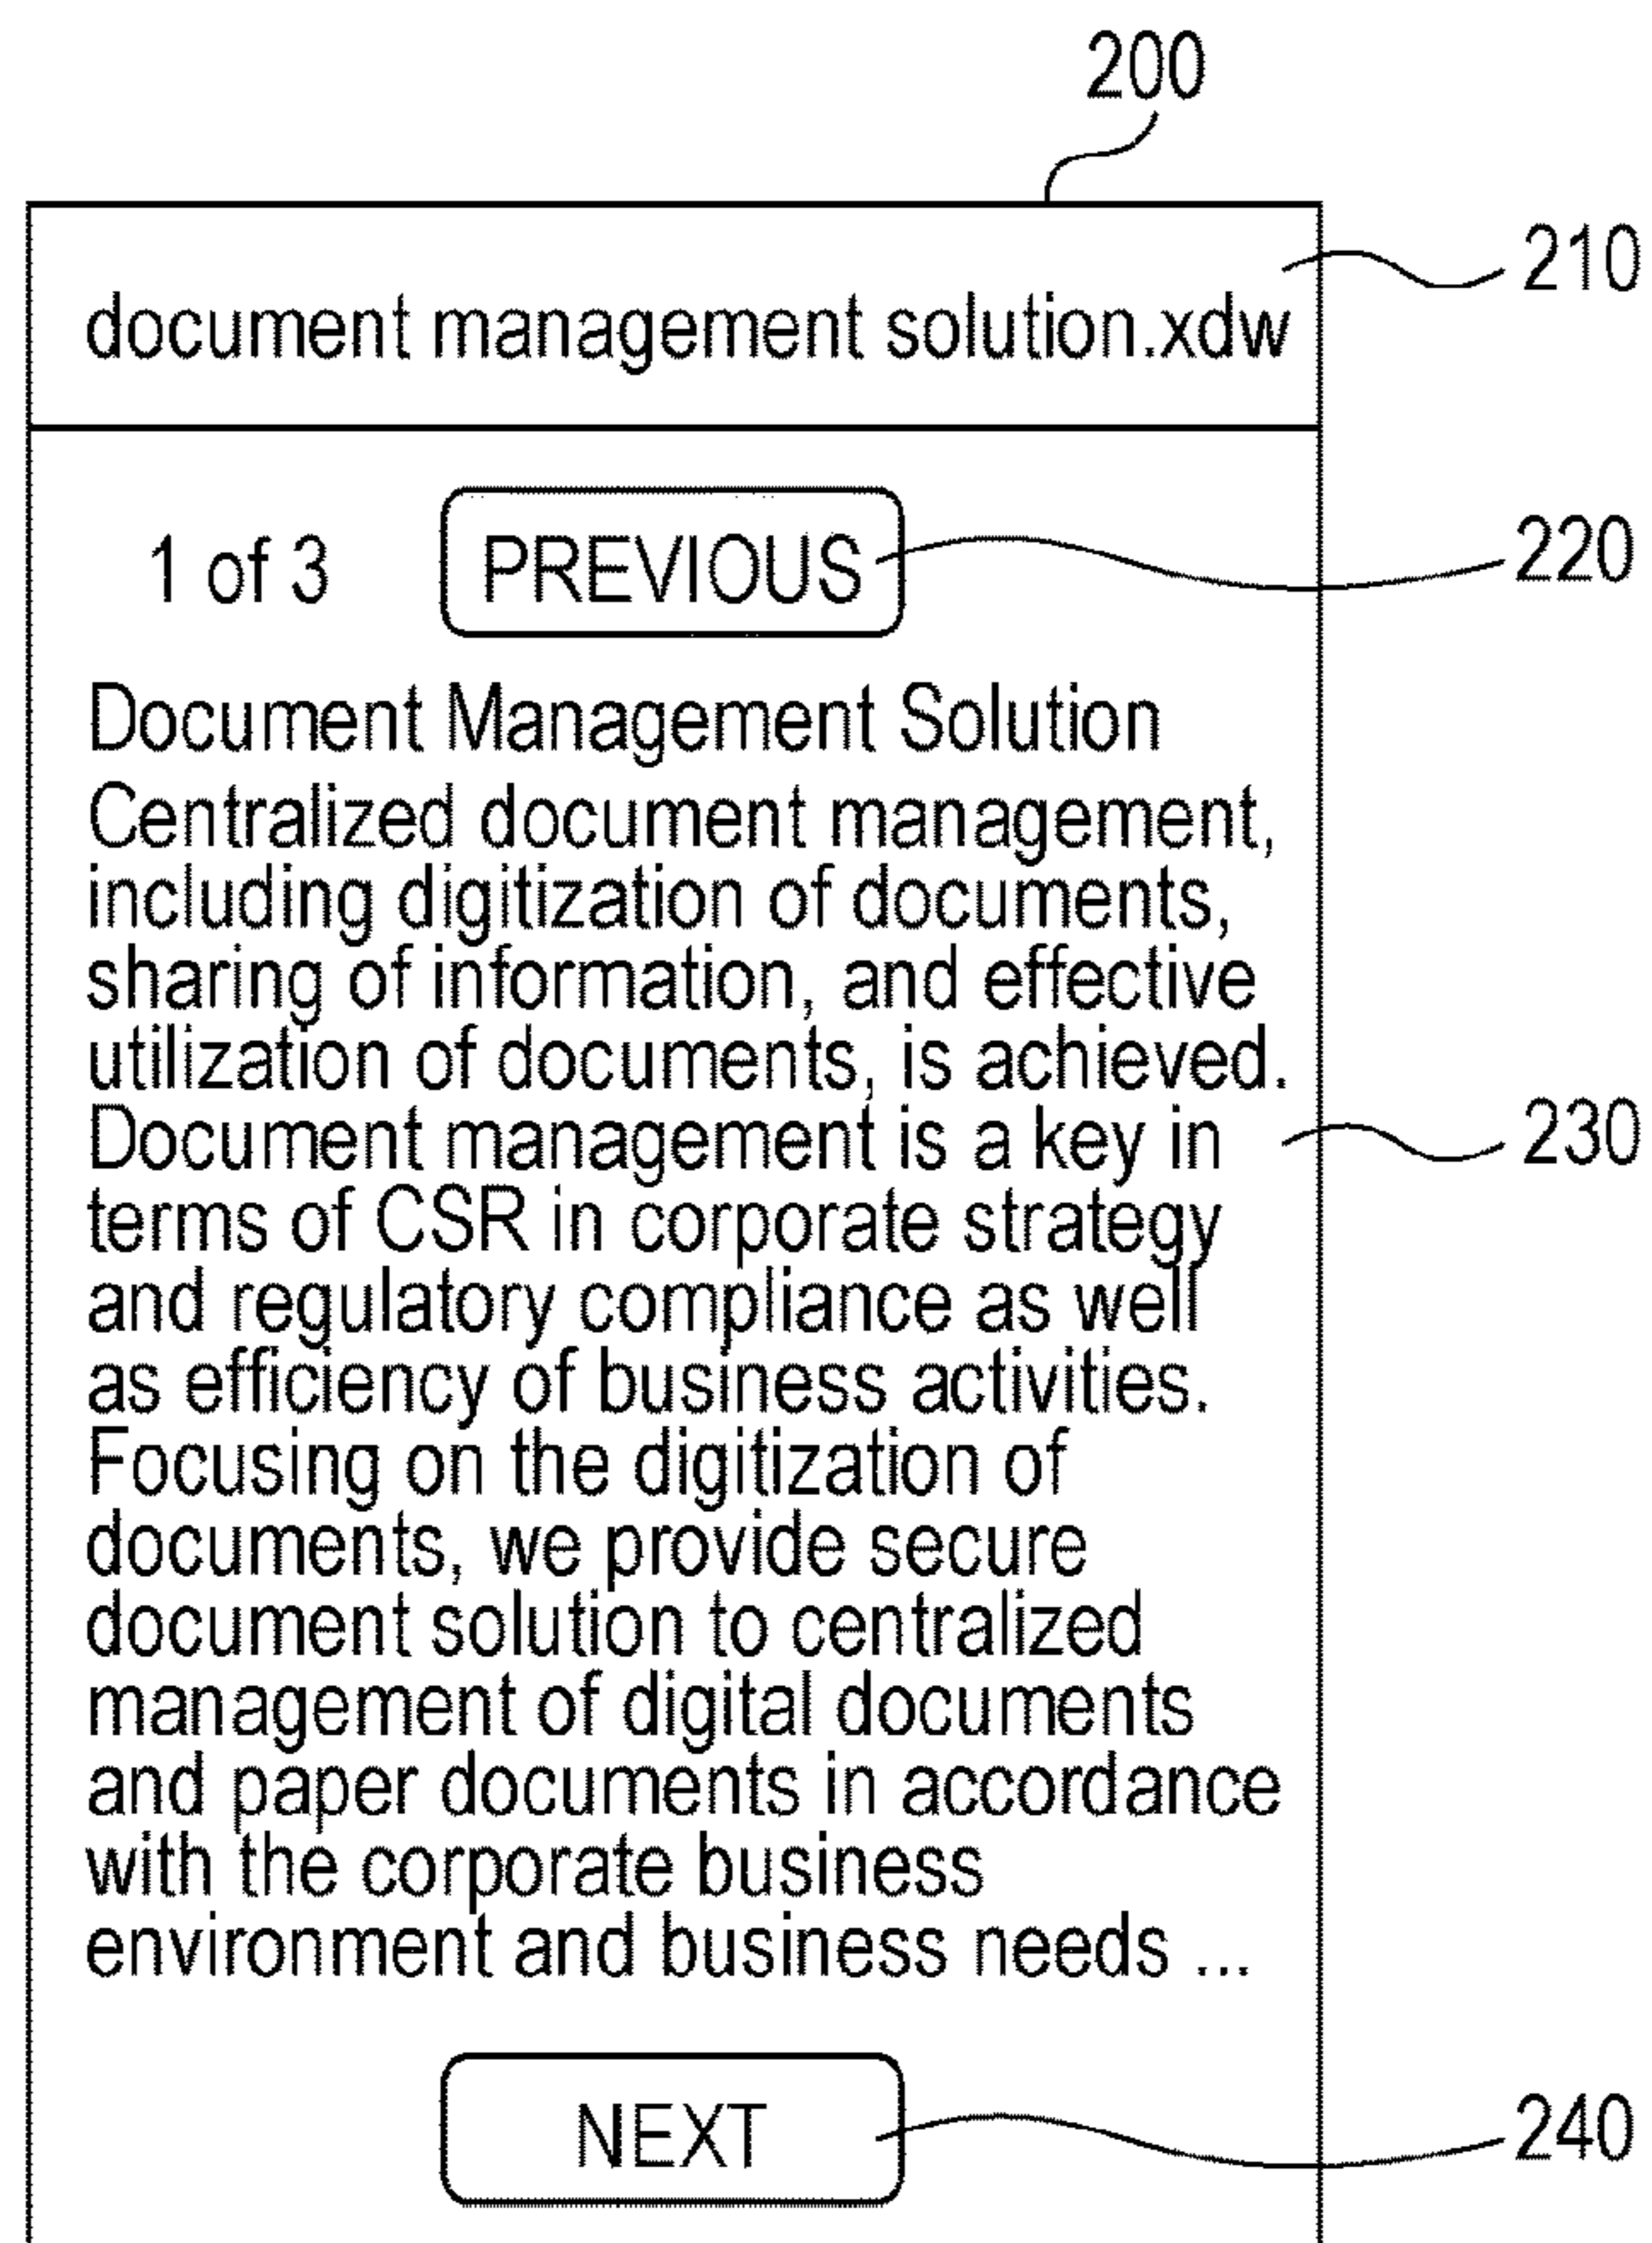 200
document management solution.xdw
210
1 of 3 PREVIOUS
220
Document Management Solution
Centralized document management,
including digitization of documents,
sharing of information, and effective
utilization of documents, is achieved.
Document management is a key in
230
terms of CSR in corporate strategy
and regulatory compliance as well
as efficiency of business activities.
Focusing on the digitization of
documents, we provide secure
document solution to centralized
management of digital documents
and paper documents in accordance
with the corporate business
environment and business needs ...
NEXT
240